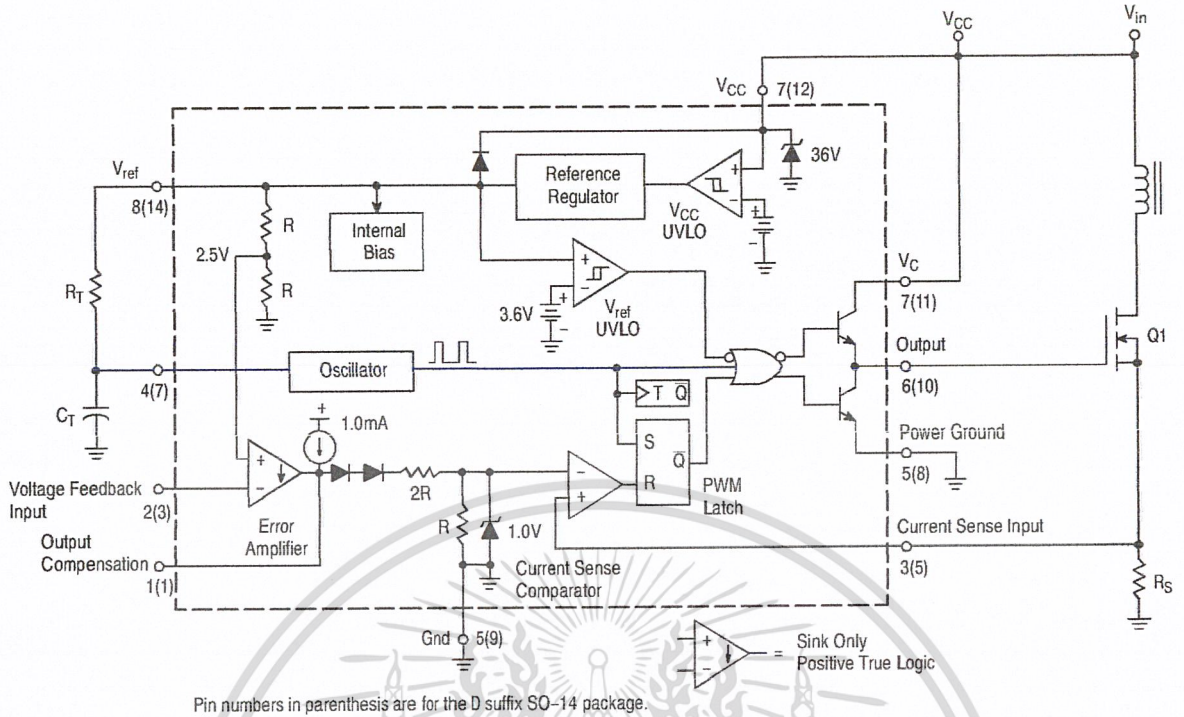 VCC
Vin
VCC
7(12)
36V
Vref
8(14)
R
Internal
Bias
Reference
Regulator
+
–
VCC
UVLO
+
–
2.5V
R
RT
+
–
3.6V
+
–
Vref
UVLO
VC
7(11)
Q1
Output
6(10)
4(7)
Oscillator
T Q̅
CT
+
1.0mA
S
Q̅
R
PWM
Latch
Power Ground
5(8)
+
–
2R
–
+
Voltage Feedback
Input
2(3)
Error
Amplifier
R
1.0V
Current Sense Input
3(5)
Output
Compensation
1(1)
Current Sense
Comparator
RS
Gnd
5(9)
+
–
=
Sink Only
Positive True Logic
Pin numbers in parenthesis are for the D suffix SO–14 package.